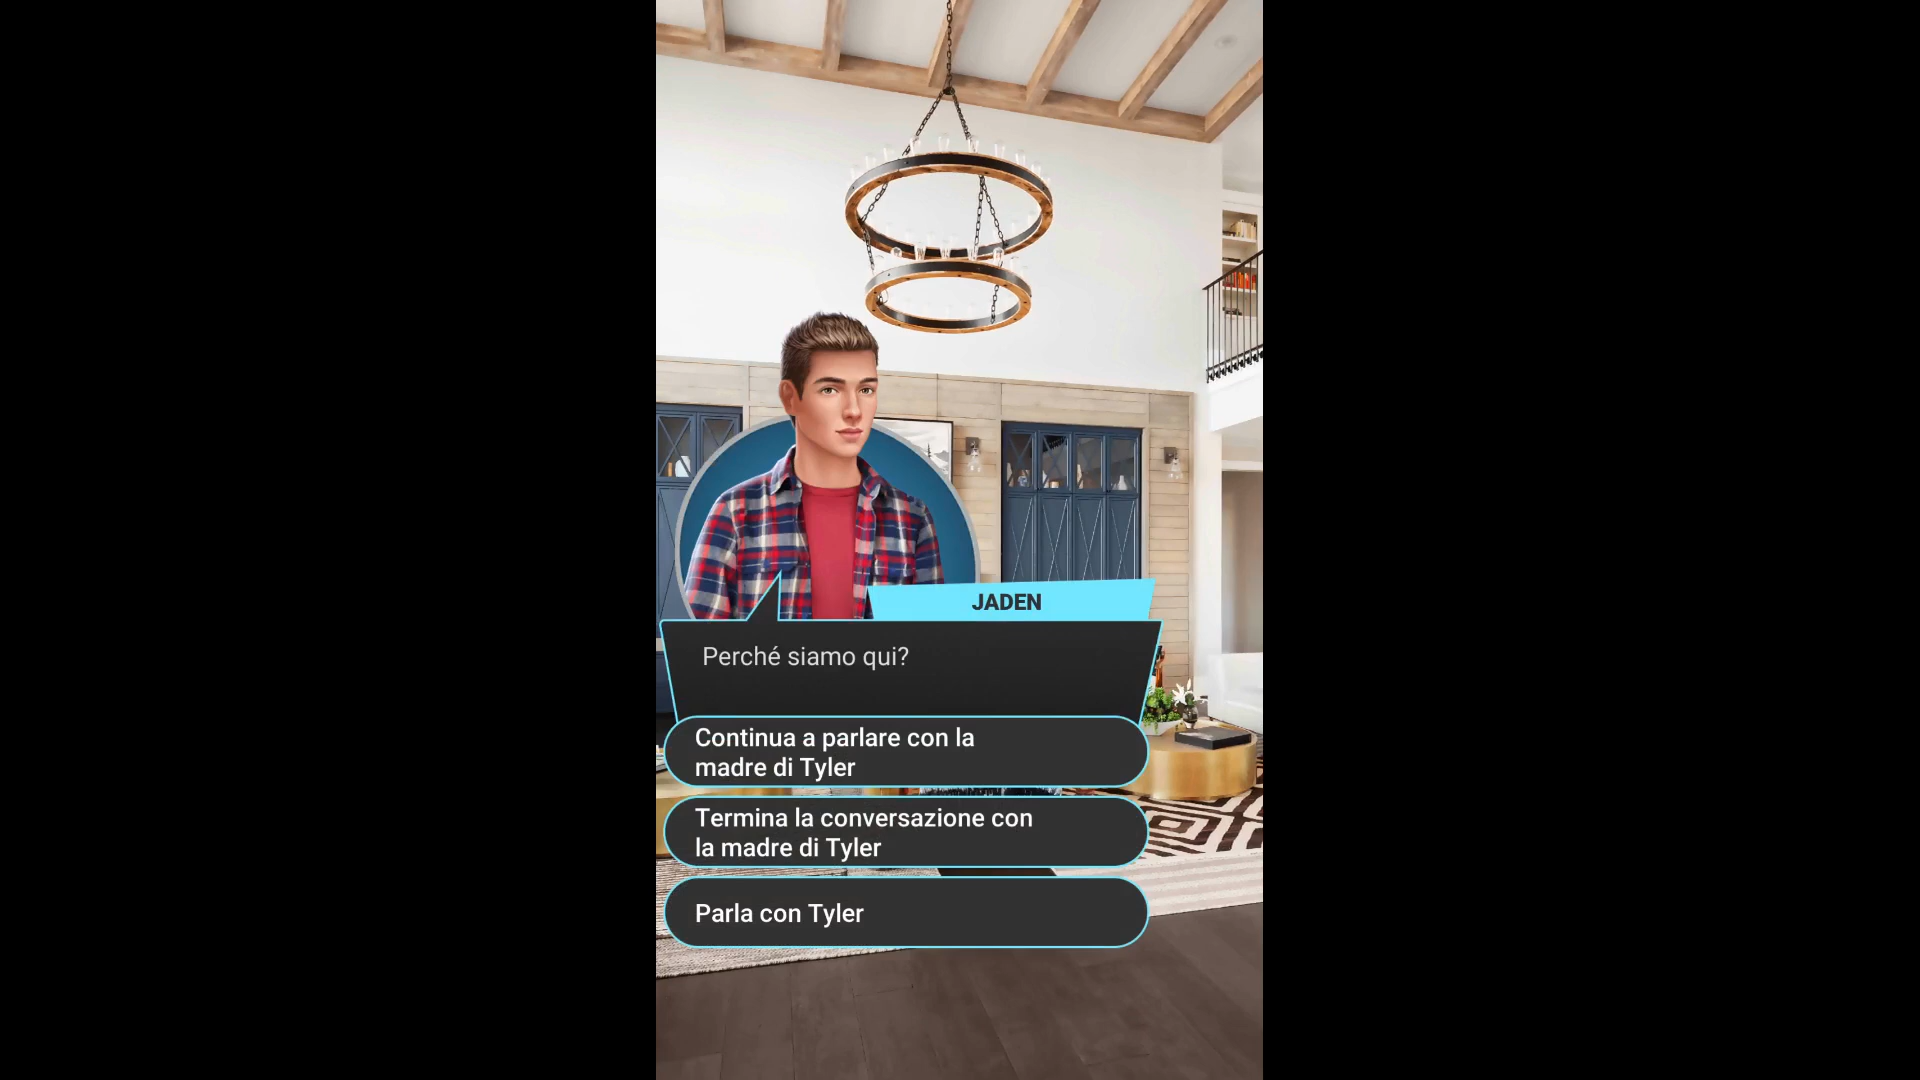 JADEN
Perché siamo qui?
Continua a parlare con la
madre di Tyler
Termina la conversazione con
la madre di Tyler
Parla con Tyler